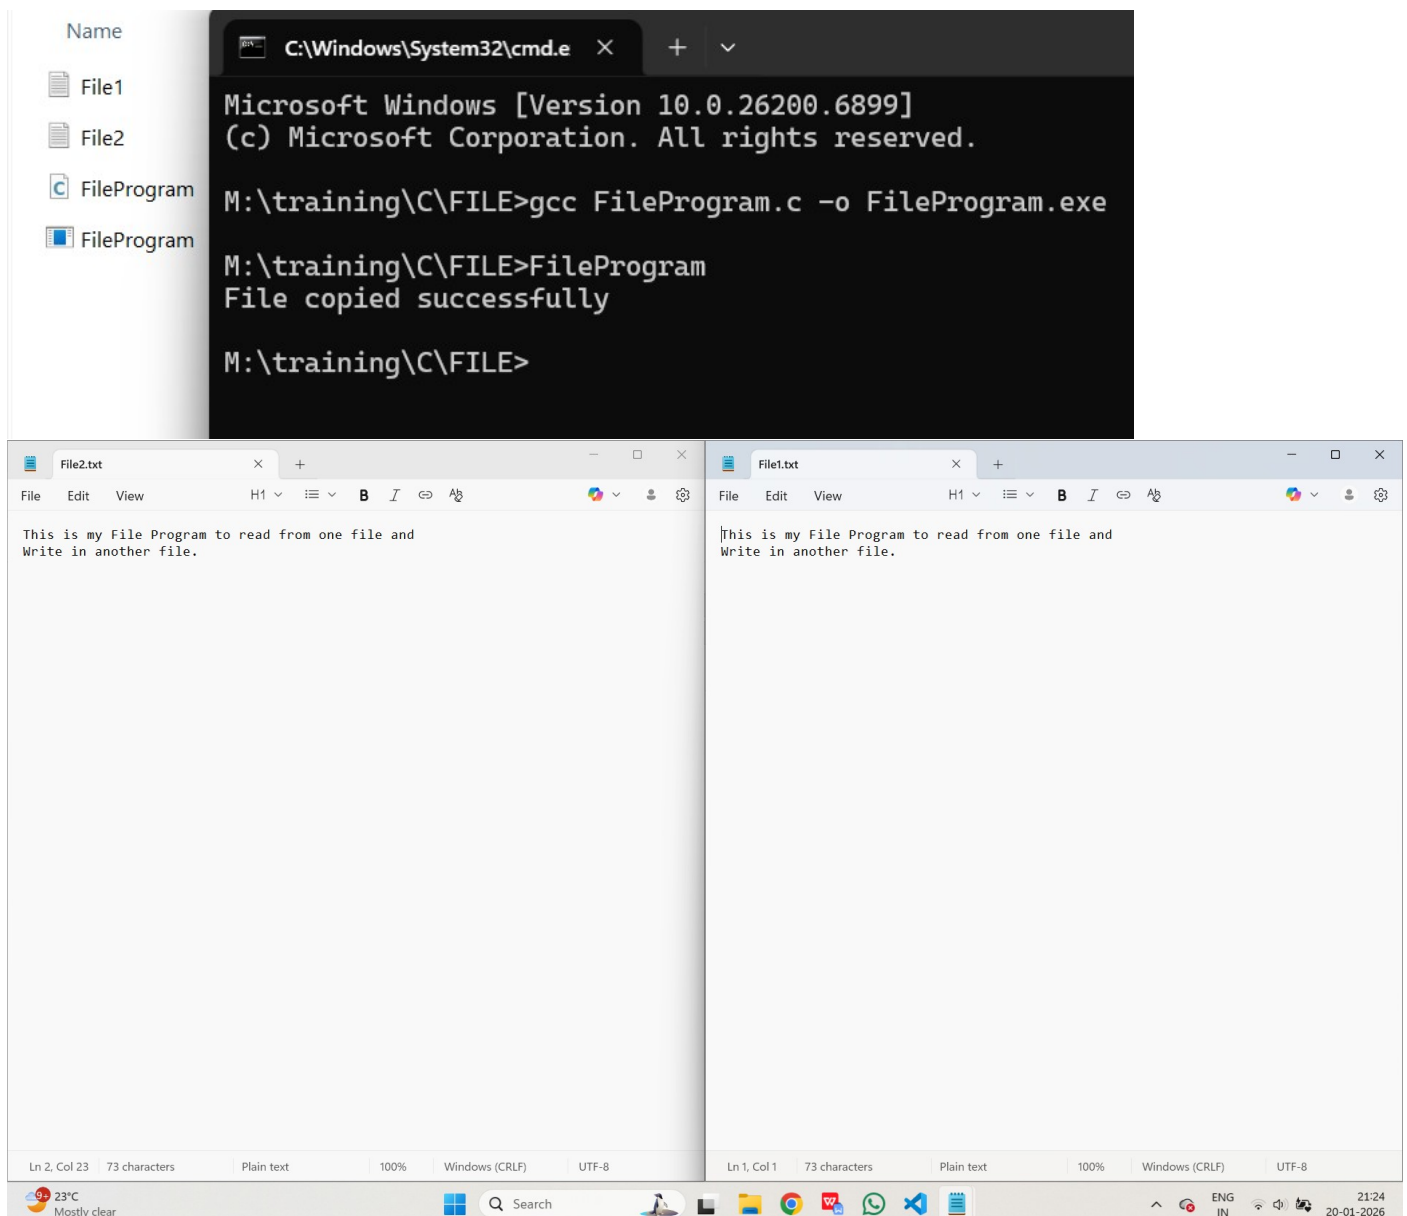 Name
File1
File2
FileProgram
FileProgram
C:\Windows\System32\cmd.e
Microsoft Windows [Version 10.0.26200.6899]
(c) Microsoft Corporation. All rights reserved.
M:\training\C\FILE>gcc FileProgram.c -o FileProgram.exe
M:\training\C\FILE>FileProgram
File copied successfully
M:\training\C\FILE>
File2.txt
File Edit View H1 B I
This is my File Program to read from one file and
Write in another file.
Ln 2, Col 23 73 characters Plain text 100% Windows (CRLF) UTF-8
File1.txt
File Edit View H1 B I
This is my File Program to read from one file and
Write in another file.
Ln 1, Col 1 73 characters Plain text 100% Windows (CRLF) UTF-8
9+ 23°C
Mostly clear
Search
ENG
IN
21:24
20-01-2026